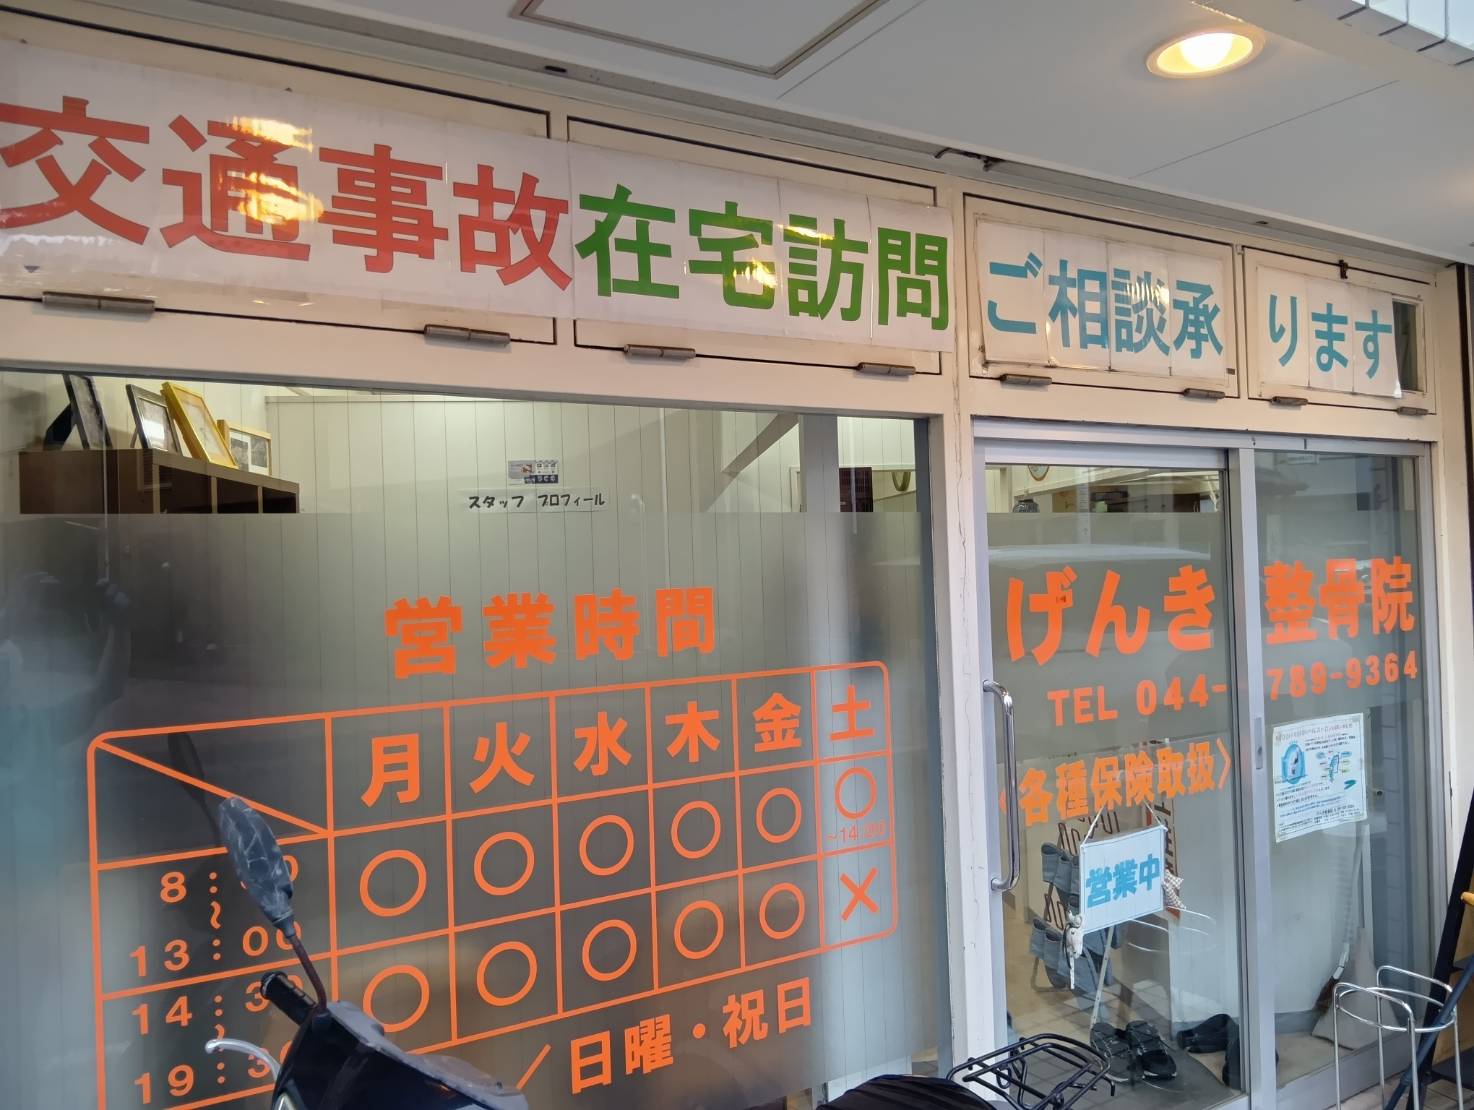 交通事故在宅訪問ご相談承ります
スタッフ プロフィール
営業時間
月 火 水 木 金 土
~13:00 ○ ○ ○ ○ ○ ○
14:3
~
19:3 ○ ○ ○ ○ ○ ×
日曜・祝日
げんき整骨院
TEL 044-789-9364
〈各種保険取扱〉
営業中